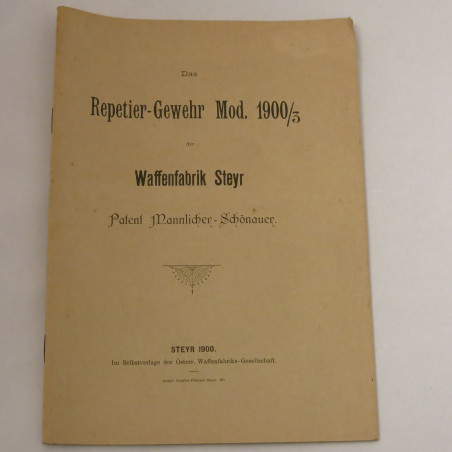 Das
Repetier-Gewehr Mod. 1900/3
der
Waffenfabrik Steyr
Patent Mannlicher-Schönauer.
STEYR 1900.
Im Selbstverlage der Österr. Waffenfabriks-Gesellschaft.